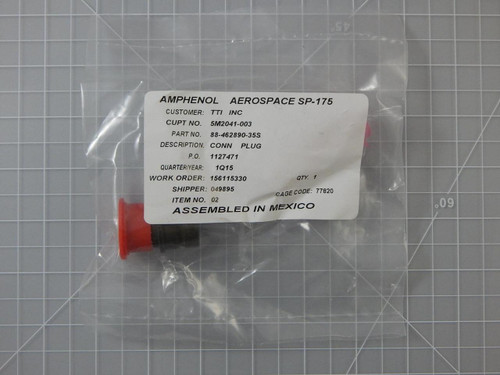 AMPHENOL AEROSPACE SP-175
CUSTOMER: TTI INC
CUPT NO. 5M2041-003
PART NO. 88-462890-35S
DESCRIPTION: CONN PLUG
P.O. 1127471
QUARTER/YEAR: 1Q15
WORK ORDER: 156115330 QTY. 1
SHIPPER: 049895 CAGE CODE: 77820
ITEM NO. 02
ASSEMBLED IN MEXICO
45
60